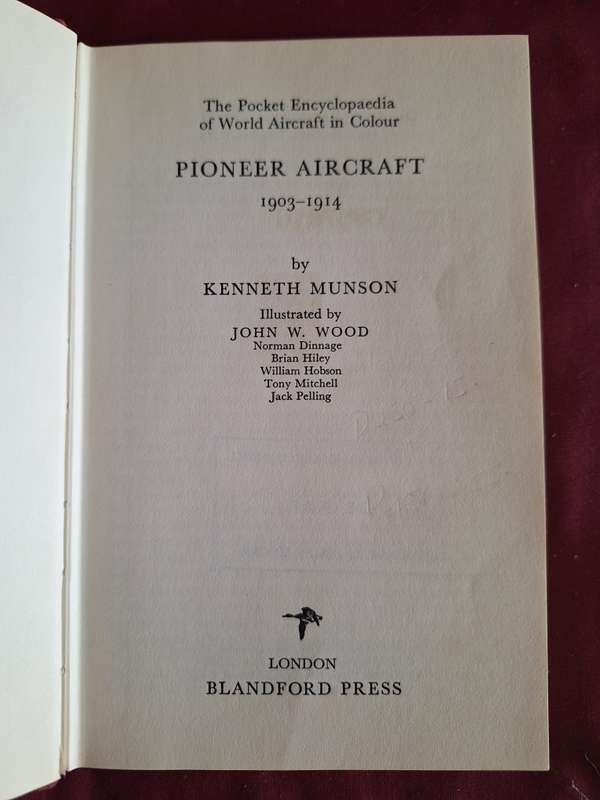 The Pocket Encyclopaedia
of World Aircraft in Colour
PIONEER AIRCRAFT
1903–1914
by
KENNETH MUNSON
Illustrated by
JOHN W. WOOD
Norman Dinnage
Brian Hiley
William Hobson
Tony Mitchell
Jack Pelling
LONDON
BLANDFORD PRESS